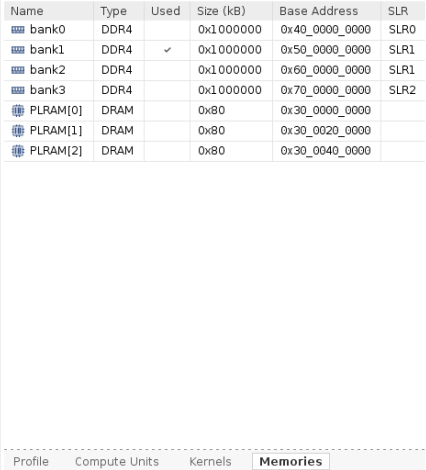 Name Type Used Size (kB) Base Address SLR
bank0 DDR4 0x1000000 0x40_0000_0000 SLR0
bank1 DDR4 ✓ 0x1000000 0x50_0000_0000 SLR1
bank2 DDR4 0x1000000 0x60_0000_0000 SLR1
bank3 DDR4 0x1000000 0x70_0000_0000 SLR2
PLRAM[0] DRAM 0x80 0x30_0000_0000
PLRAM[1] DRAM 0x80 0x30_0020_0000
PLRAM[2] DRAM 0x80 0x30_0040_0000
Profile Compute Units Kernels Memories